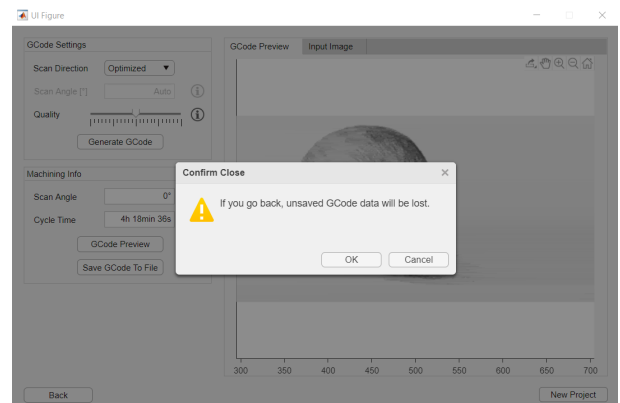 UI Figure
GCode Settings
Scan Direction Optimized
Scan Angle [°] Auto
Quality
Generate GCode
Machining Info
Scan Angle 0°
Cycle Time 4h 18min 36s
GCode Preview
Save GCode To File
GCode Preview Input Image
Confirm Close
If you go back, unsaved GCode data will be lost.
OK Cancel
300 350 400 450 500 550 600 650 700
Back New Project